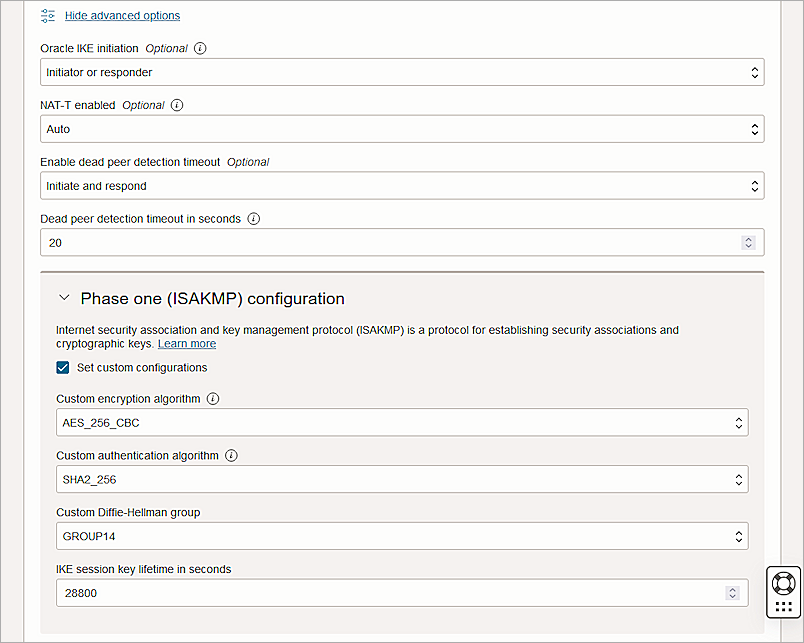 Hide advanced options
Oracle IKE initiation Optional
Initiator or responder
NAT-T enabled Optional
Auto
Enable dead peer detection timeout Optional
Initiate and respond
Dead peer detection timeout in seconds
20
Phase one (ISAKMP) configuration
Internet security association and key management protocol (ISAKMP) is a protocol for establishing security associations and
cryptographic keys. Learn more
Set custom configurations
Custom encryption algorithm
AES_256_CBC
Custom authentication algorithm
SHA2_256
Custom Diffie-Hellman group
GROUP14
IKE session key lifetime in seconds
28800